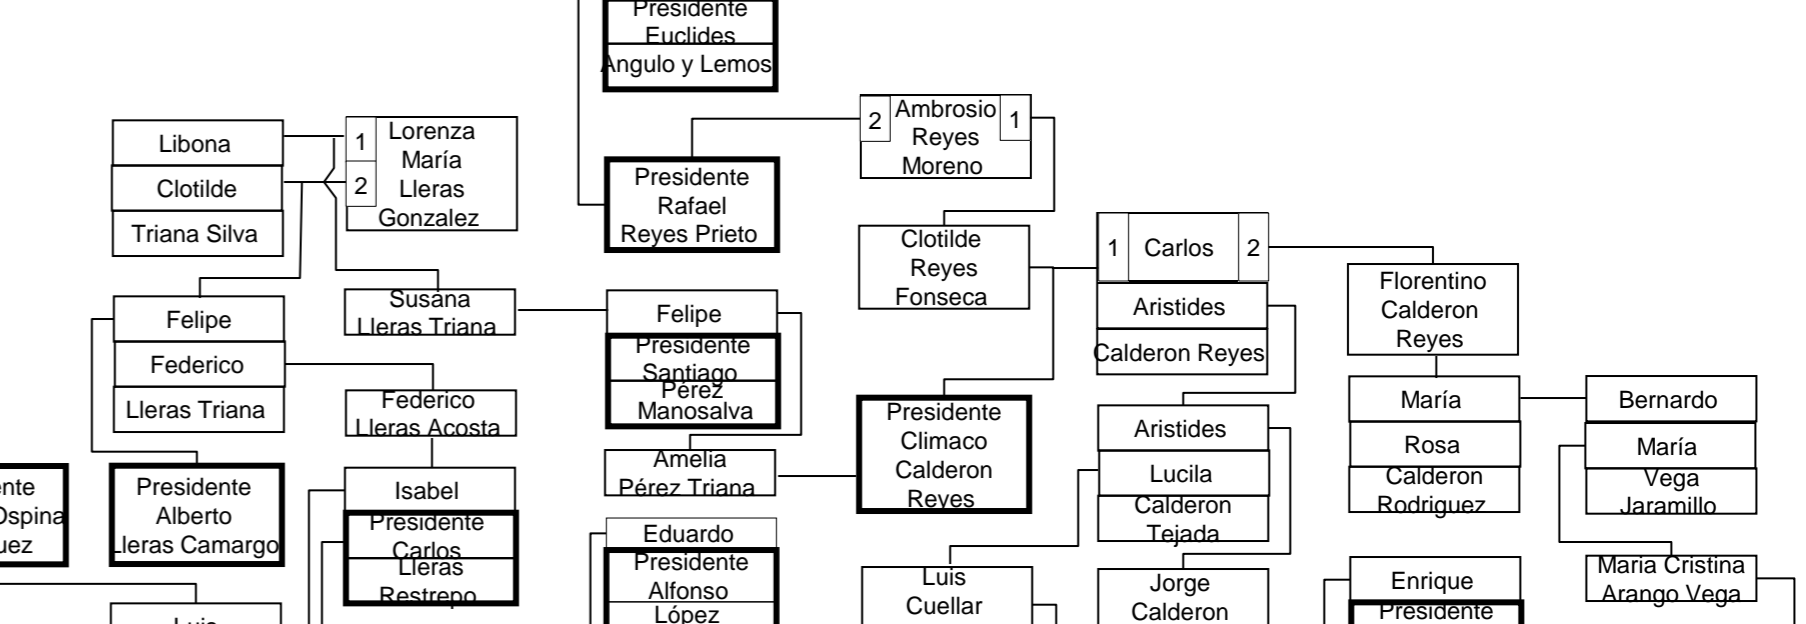 Presidente
Euclides
Angulo y Lemos
2
Ambrosio
Reyes
Moreno
1
Libona
Clotilde
Triana Silva
1
2
Lorenza
María
Lleras
Gonzalez
Presidente
Rafael
Reyes Prieto
Clotilde
Reyes
Fonseca
1
Carlos
2
Aristides
Calderon Reyes
Florentino
Calderon
Reyes
Felipe
Federico
Lleras Triana
Susana
Lleras Triana
Felipe
Presidente
Santiago
Pérez
Manosalva
Federico
Lleras Acosta
Presidente
Climaco
Calderon
Reyes
Aristides
Lucila
Calderon
Tejada
María
Rosa
Calderon
Rodriguez
Bernardo
María
Vega
Jaramillo
Amelia
Pérez Triana
ente
Ospina
uez
Presidente
Alberto
Lleras Camargo
Isabel
Presidente
Carlos
Lleras
Restrepo
Eduardo
Presidente
Alfonso
López
Luis
Cuellar
Jorge
Calderon
Enrique
Presidente
Maria Cristina
Arango Vega
Luis